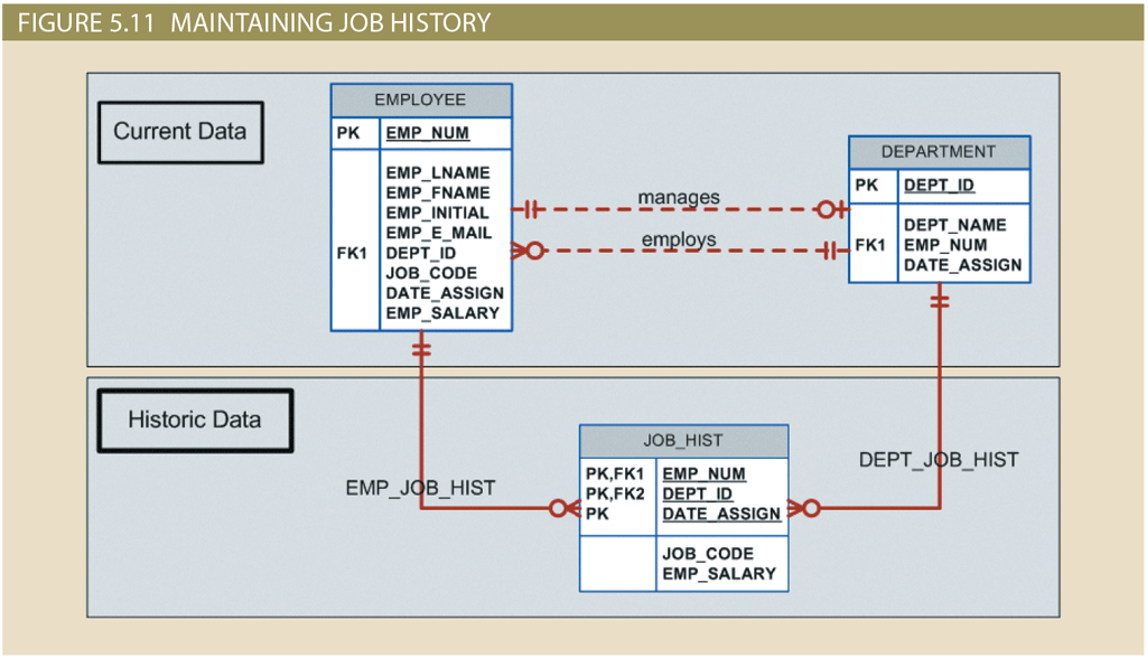 FIGURE 5.11 MAINTAINING JOB HISTORY
Current Data
EMPLOYEE
PK EMP_NUM
EMP_LNAME
EMP_FNAME
EMP_INITIAL
EMP_E_MAIL
FK1 DEPT_ID
JOB_CODE
DATE_ASSIGN
EMP_SALARY
manages
employs
DEPARTMENT
PK DEPT_ID
DEPT_NAME
FK1 EMP_NUM
DATE_ASSIGN
Historic Data
EMP_JOB_HIST
JOB_HIST
PK,FK1 EMP_NUM
PK,FK2 DEPT_ID
PK DATE_ASSIGN
JOB_CODE
EMP_SALARY
DEPT_JOB_HIST